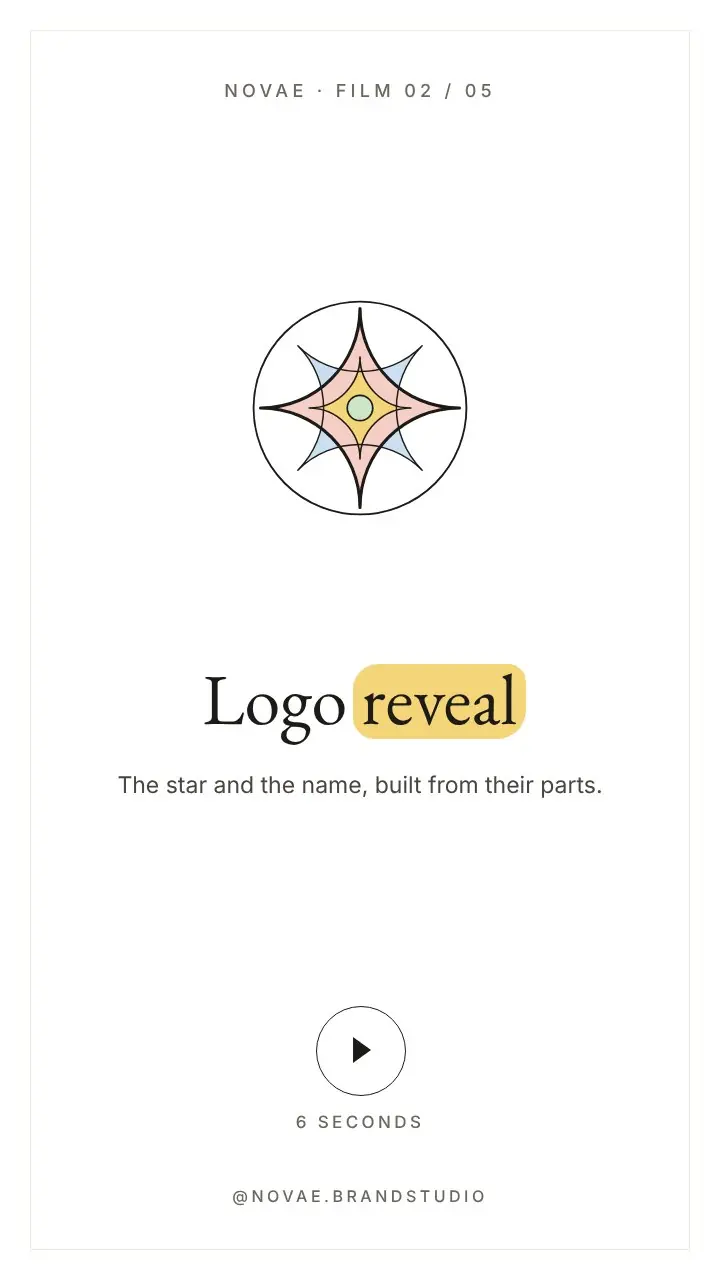 NOVAE · FILM 02 / 05
Logo reveal
The star and the name, built from their parts.
6 SECONDS
@NOVAE.BRANDSTUDIO